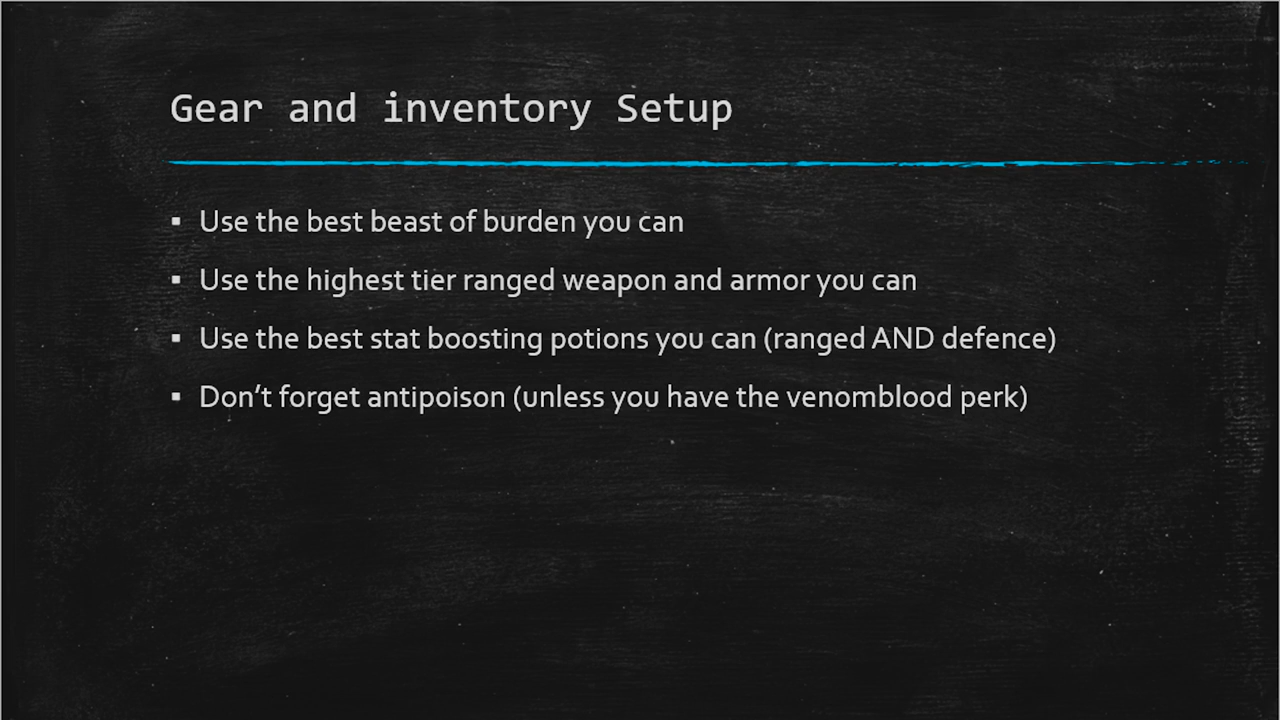 Gear and inventory Setup
▪ Use the best beast of burden you can
▪ Use the highest tier ranged weapon and armor you can
▪ Use the best stat boosting potions you can (ranged AND defence)
▪ Don’t forget antipoison (unless you have the venomblood perk)